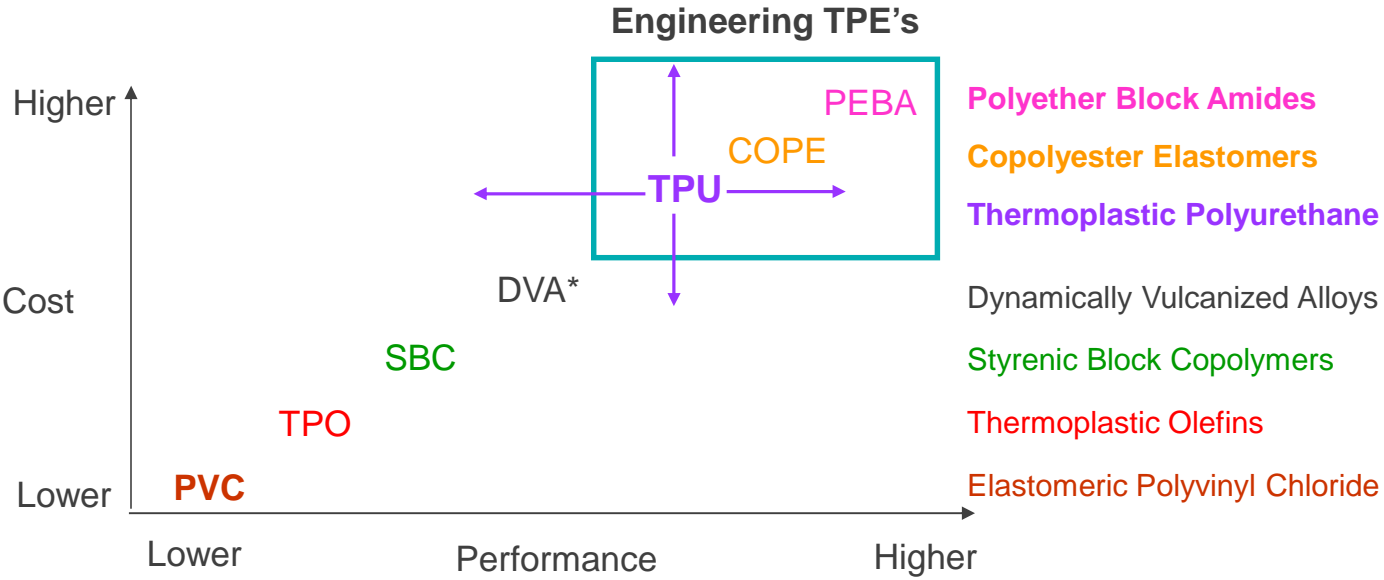 Engineering TPE's
Higher
PEBA
Polyether Block Amides
COPE
Copolyester Elastomers
TPU
Thermoplastic Polyurethane
DVA*
Dynamically Vulcanized Alloys
Cost
SBC
Styrenic Block Copolymers
TPO
Thermoplastic Olefins
Lower
PVC
Elastomeric Polyvinyl Chloride
Lower
Performance
Higher